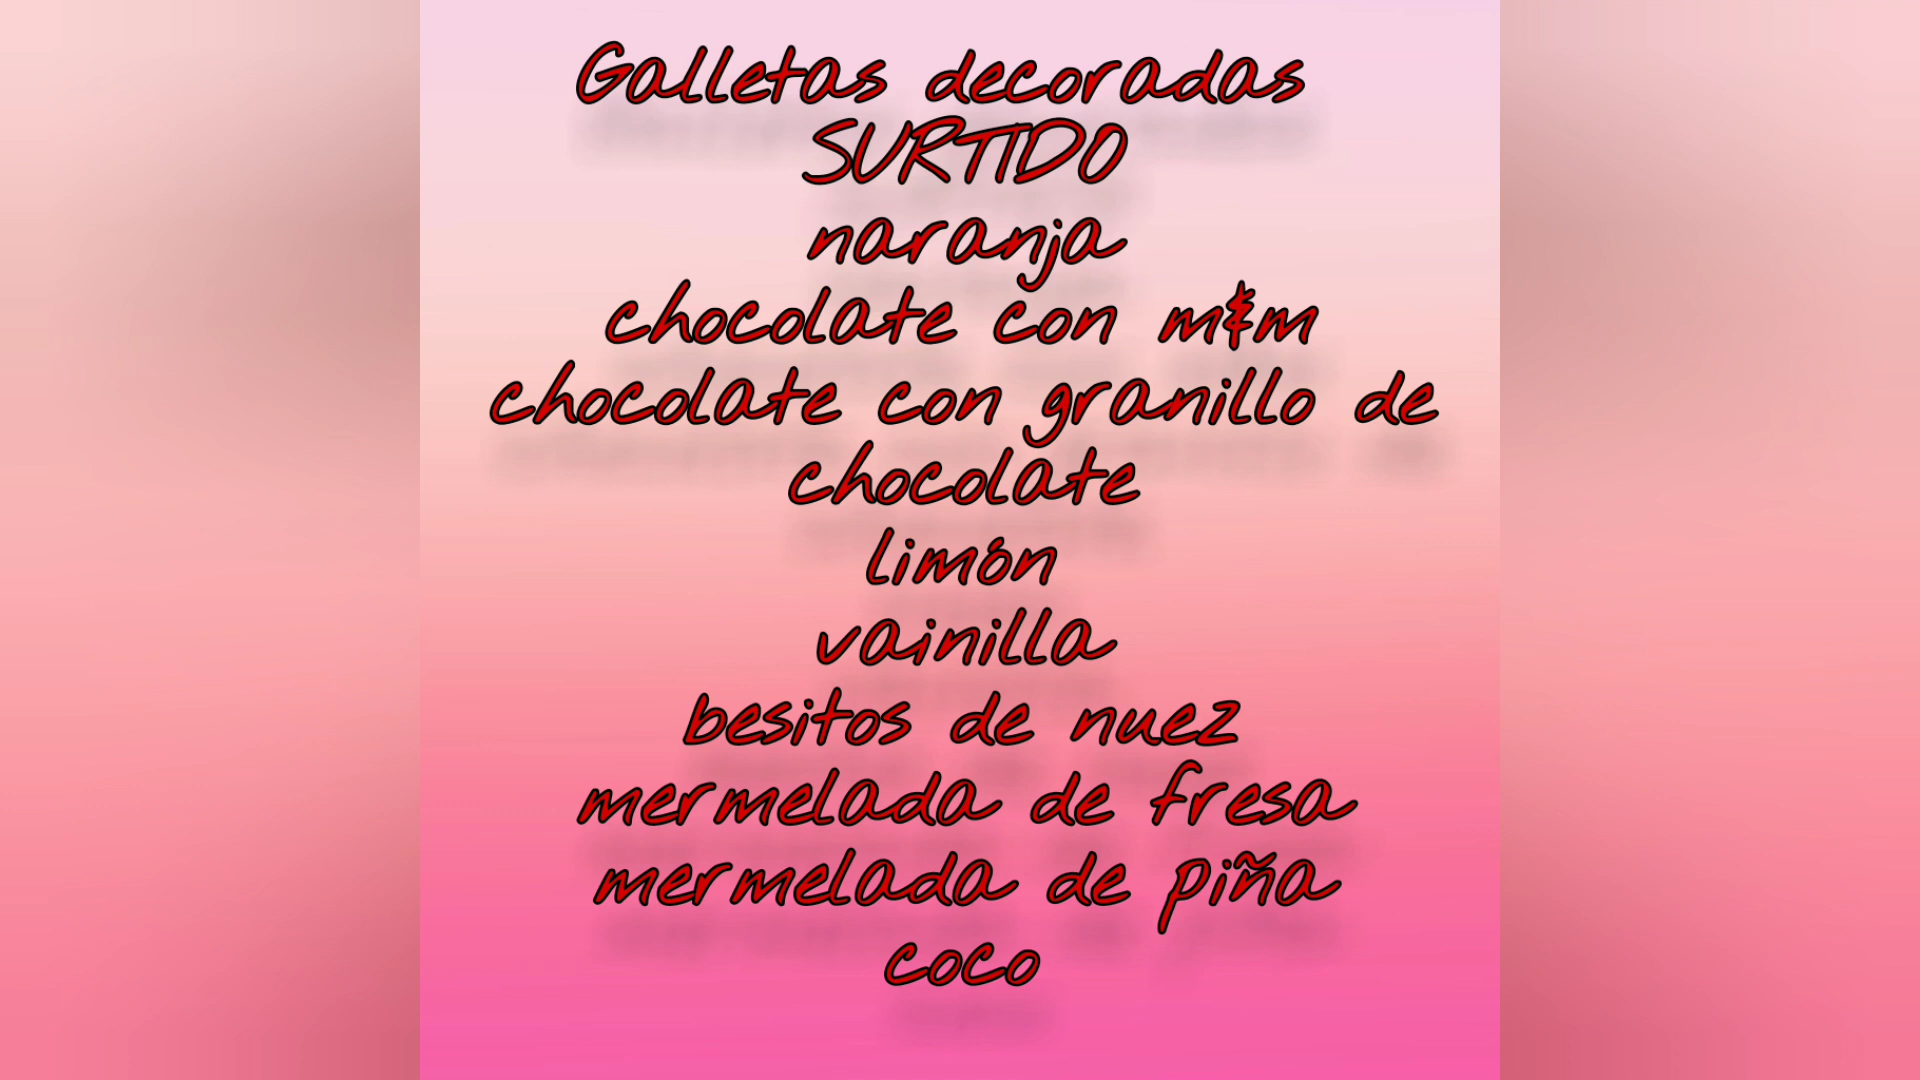 Galletas decoradas
SURTIDO
naranja
chocolate con m&m
chocolate con granillo de
chocolate
limón
vainilla
besitos de nuez
mermelada de fresa
mermelada de piña
coco